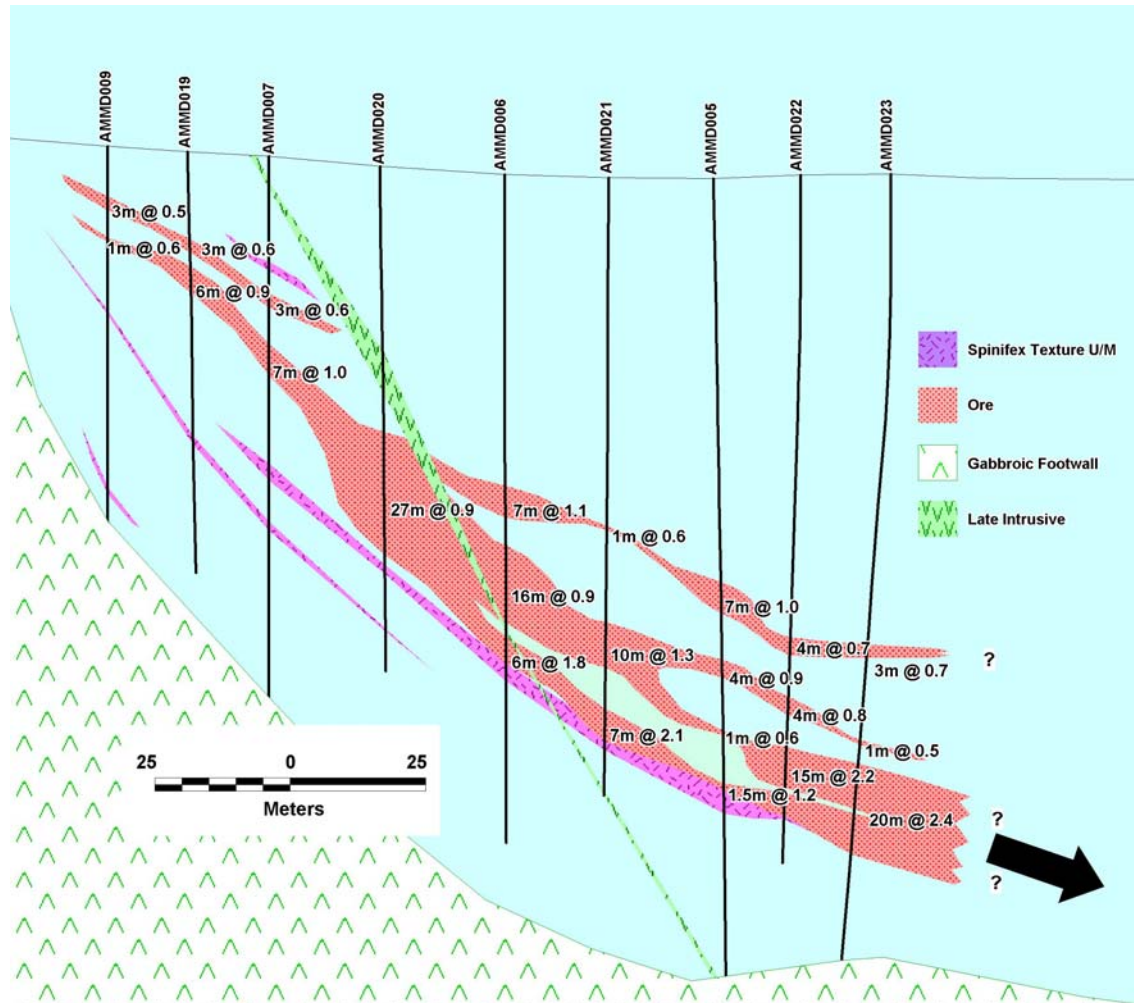 AMMD009
AMMD019
AMMD007
AMMD020
AMMD006
AMMD021
AMMD005
AMMD022
AMMD023
3m @ 0.5
1m @ 0.6
3m @ 0.6
6m @ 0.9
3m @ 0.6
7m @ 1.0
27m @ 0.9
7m @ 1.1
1m @ 0.6
16m @ 0.9
7m @ 1.0
6m @ 1.8
10m @ 1.3
4m @ 0.7
3m @ 0.7
?
4m @ 0.9
4m @ 0.8
7m @ 2.1
1m @ 0.6
1m @ 0.5
15m @ 2.2
1.5m @ 1.2
20m @ 2.4
?
?
Spinifex Texture U/M
Ore
Gabbroic Footwall
Late Intrusive
25 0 25
Meters